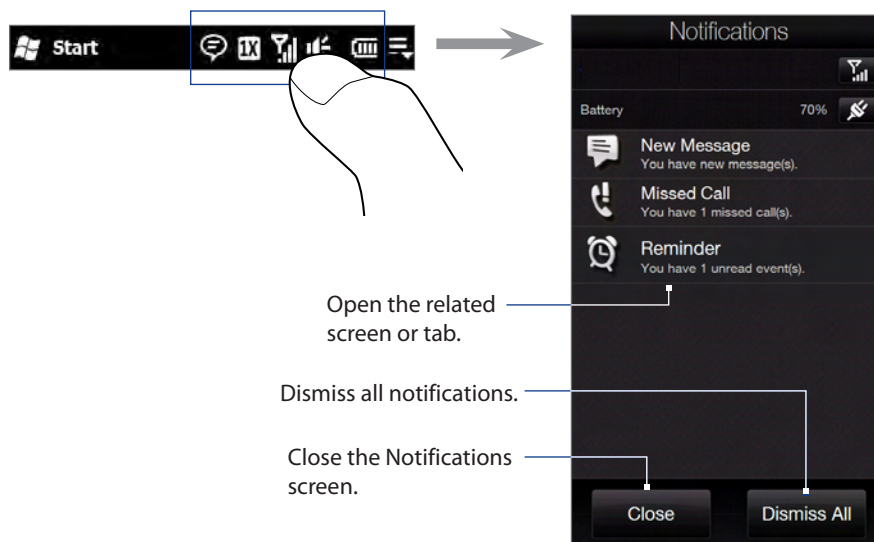 Start
1X
Notifications
Battery 70%
New Message
You have new message(s).
Missed Call
You have 1 missed call(s).
Reminder
You have 1 unread event(s).
Open the related
screen or tab.
Dismiss all notifications.
Close the Notifications
screen.
Close Dismiss All